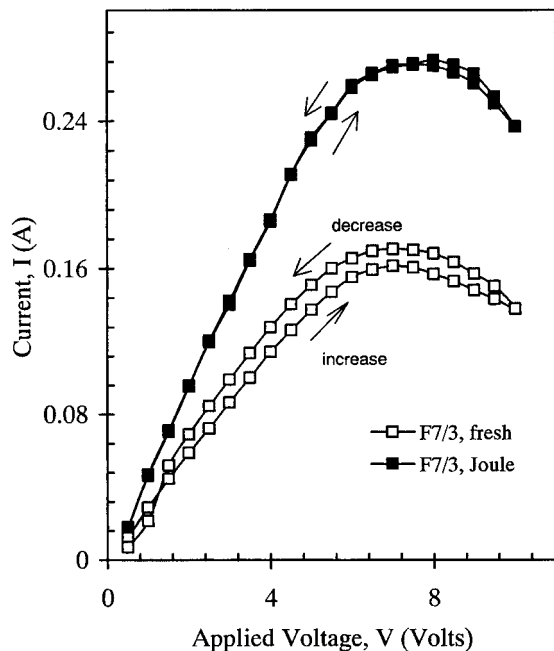 0.24
0.16
0.08
0
Current, I (A)
decrease
increase
F7/3, fresh
F7/3, Joule
0 4 8
Applied Voltage, V (Volts)